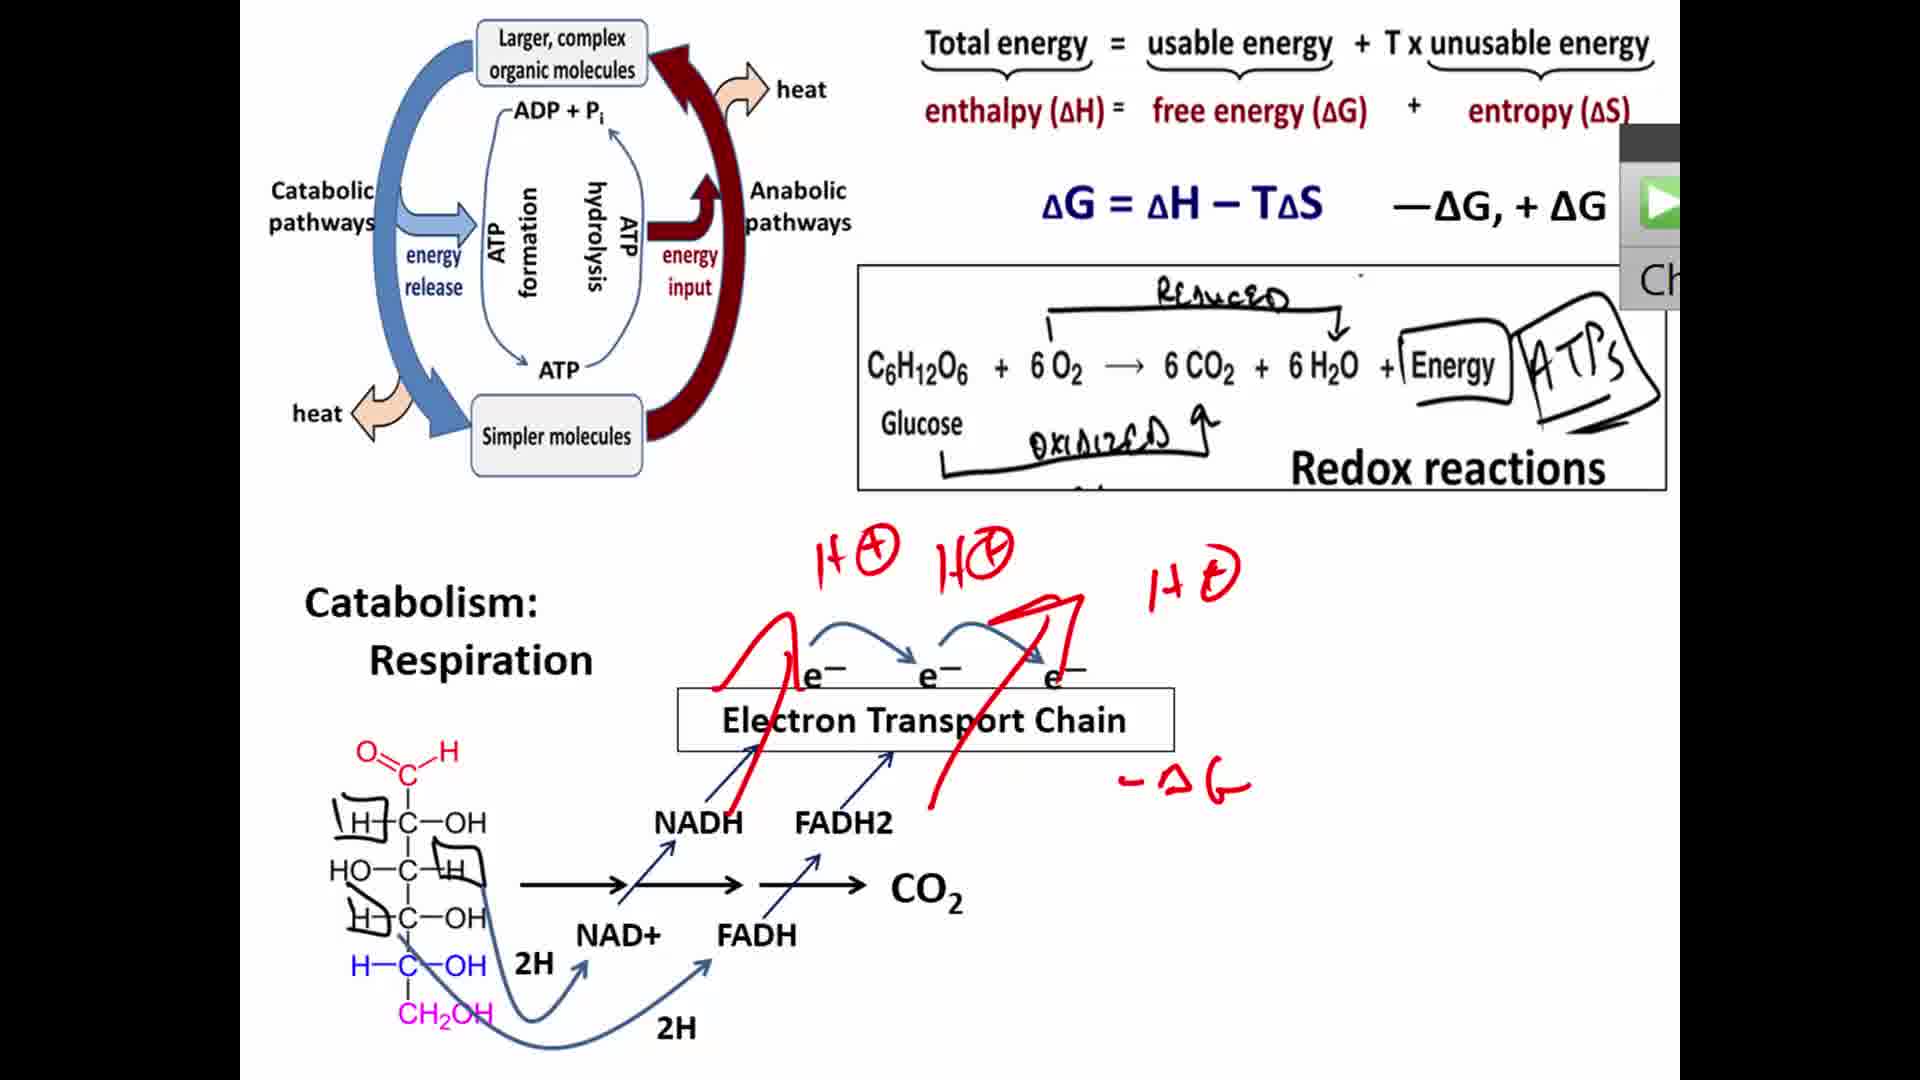 Larger, complex
organic molecules
ADP + Pi
heat
Catabolic
pathways
energy
release
ATP
formation
hydrolysis
ATP
energy
input
Anabolic
pathways
ATP
heat
Simpler molecules
Total energy = usable energy + T x unusable energy
enthalpy (ΔH) = free energy (ΔG) + entropy (ΔS)
ΔG = ΔH – TΔS
—ΔG, + ΔG
Ch
REDUCED
C6H12O6 + 6 O2 → 6 CO2 + 6 H2O + Energy ATPs
Glucose
OXIDIZED
Redox reactions
H+ H+ H+
Catabolism:
Respiration
e— e— e—
Electron Transport Chain
- ΔG
O H
C
H C OH
HO C H
H C OH
H C OH
CH2OH
NADH FADH2
CO2
NAD+ FADH
2H
2H